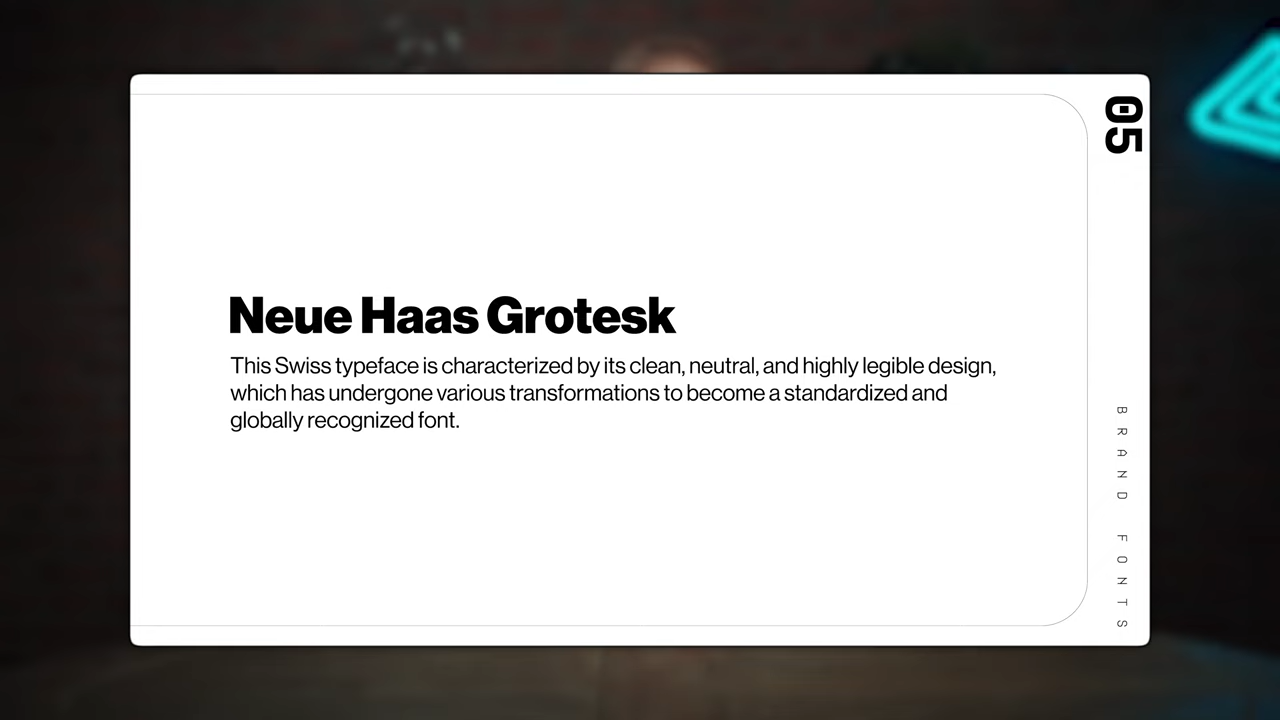 Neue Haas Grotesk
This Swiss typeface is characterized by its clean, neutral, and highly legible design,
which has undergone various transformations to become a standardized and
globally recognized font.
05
BRAND FONTS